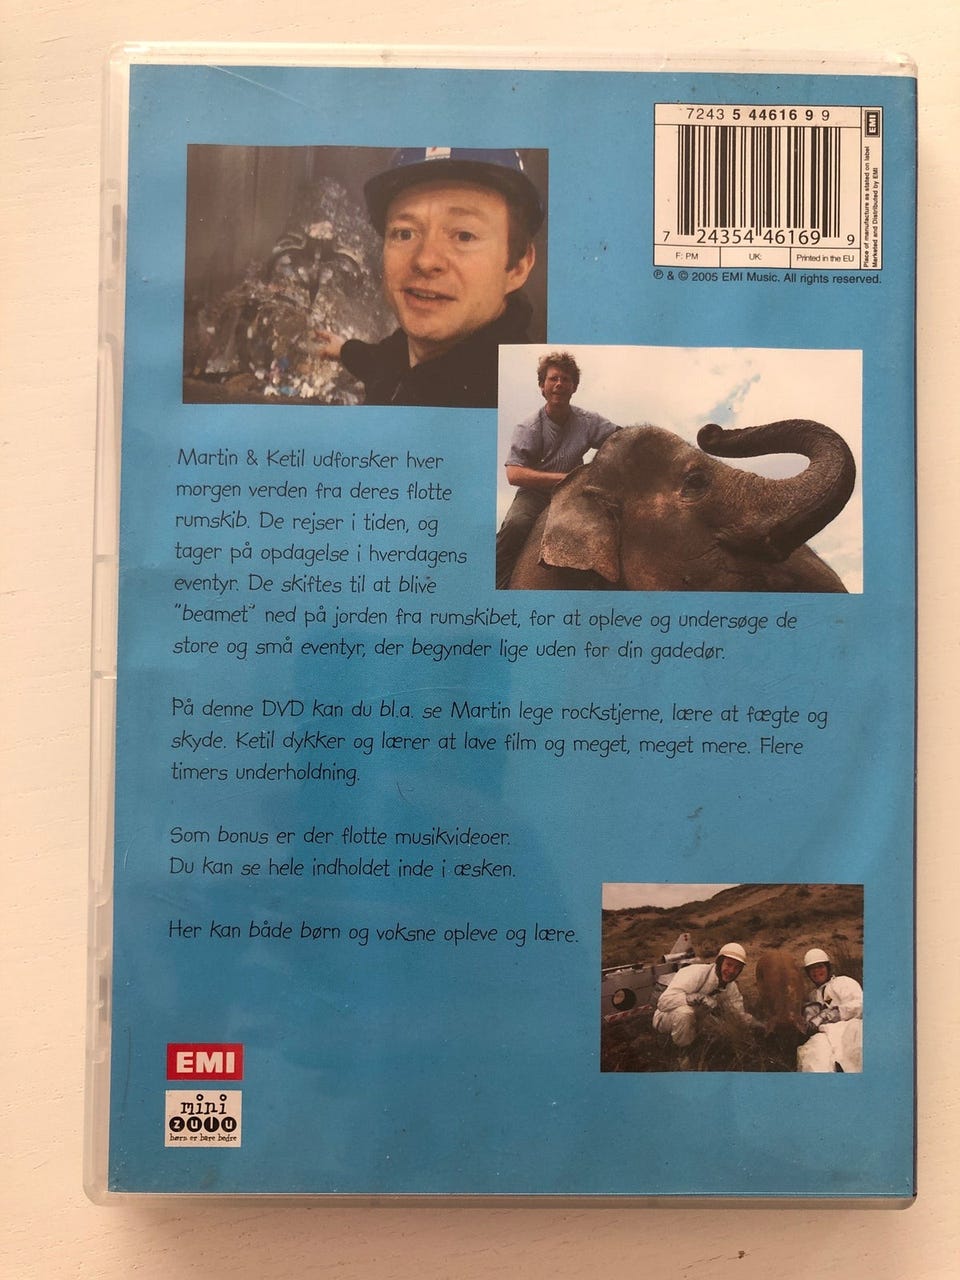 7243 5 44616 9 9
7 24354 46169 9
F: PM
UK:
Printed in the EU
EMI
Place of manufacture as stated on label
Marketed and Distributed by EMI
℗ & © 2005 EMI Music. All rights reserved.
Martin & Ketil udforsker hver
morgen verden fra deres flotte
rumskib. De rejser i tiden, og
tager på opdagelse i hverdagens
eventyr. De skiftes til at blive
"beamet" ned på jorden fra rumskibet, for at opleve og undersøge de
store og små eventyr, der begynder lige uden for din gadedør.
På denne DVD kan du bl.a. se Martin lege rockstjerne, lære at fægte og
skyde. Ketil dykker og lærer at lave film og meget, meget mere. Flere
timers underholdning.
Som bonus er der flotte musikvideoer.
Du kan se hele indholdet inde i æsken.
Her kan både børn og voksne opleve og lære.
EMI
mini
zulu
børn er bare bedre